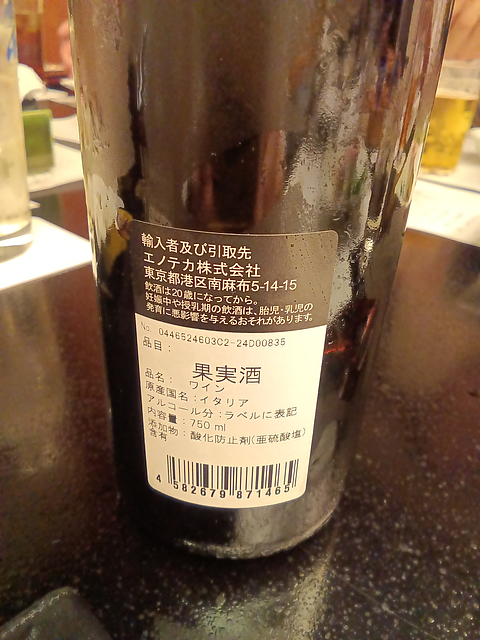 輸入者及び引取先
エノテカ株式会社
東京都港区南麻布5-14-15
飲酒は20歳になってから。
妊娠中や授乳期の飲酒は、胎児・乳児の
発育に悪影響を与えるおそれがあります。
No. 0446524603C2-24D00835
品目：
果実酒
品名：ワイン
原産国名：イタリア
アルコール分：ラベルに表記
内容量：750 ml
添加物：酸化防止剤(亜硫酸塩)
含有
4 582679 871465